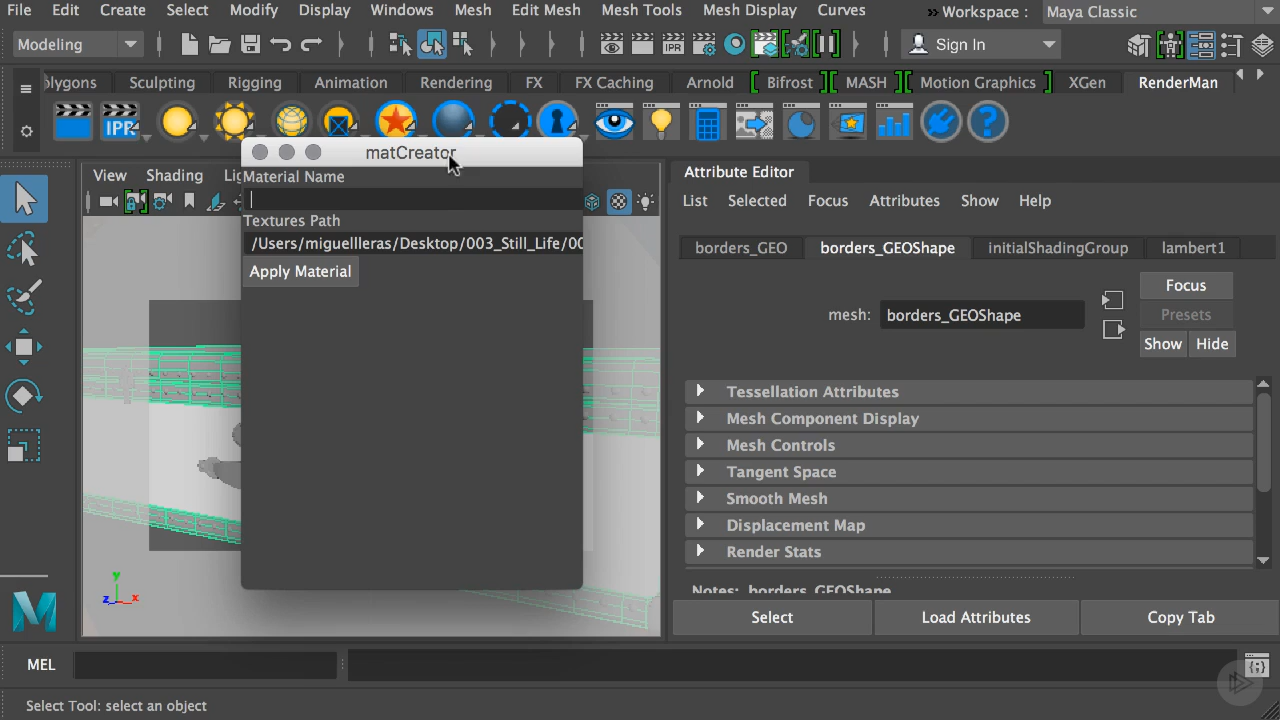 File Edit Create Select Modify Display Windows Mesh Edit Mesh Mesh Tools Mesh Display Curves » Workspace : Maya Classic
Modeling IPR Sign In
olygons Sculpting Rigging Animation Rendering FX FX Caching Arnold Bifrost MASH Motion Graphics XGen RenderMan
IPR
matCreator
Material Name
Textures Path
/Users/miguellleras/Desktop/003_Still_Life/00
Apply Material
View Shading
Attribute Editor
List Selected Focus Attributes Show Help
borders_GEO borders_GEOShape initialShadingGroup lambert1
mesh: borders_GEOShape
Focus
Presets
Show Hide
Tessellation Attributes
Mesh Component Display
Mesh Controls
Tangent Space
Smooth Mesh
Displacement Map
Render Stats
Notes: borders_GEOShape
Select Load Attributes Copy Tab
y
z x
M
MEL
Select Tool: select an object